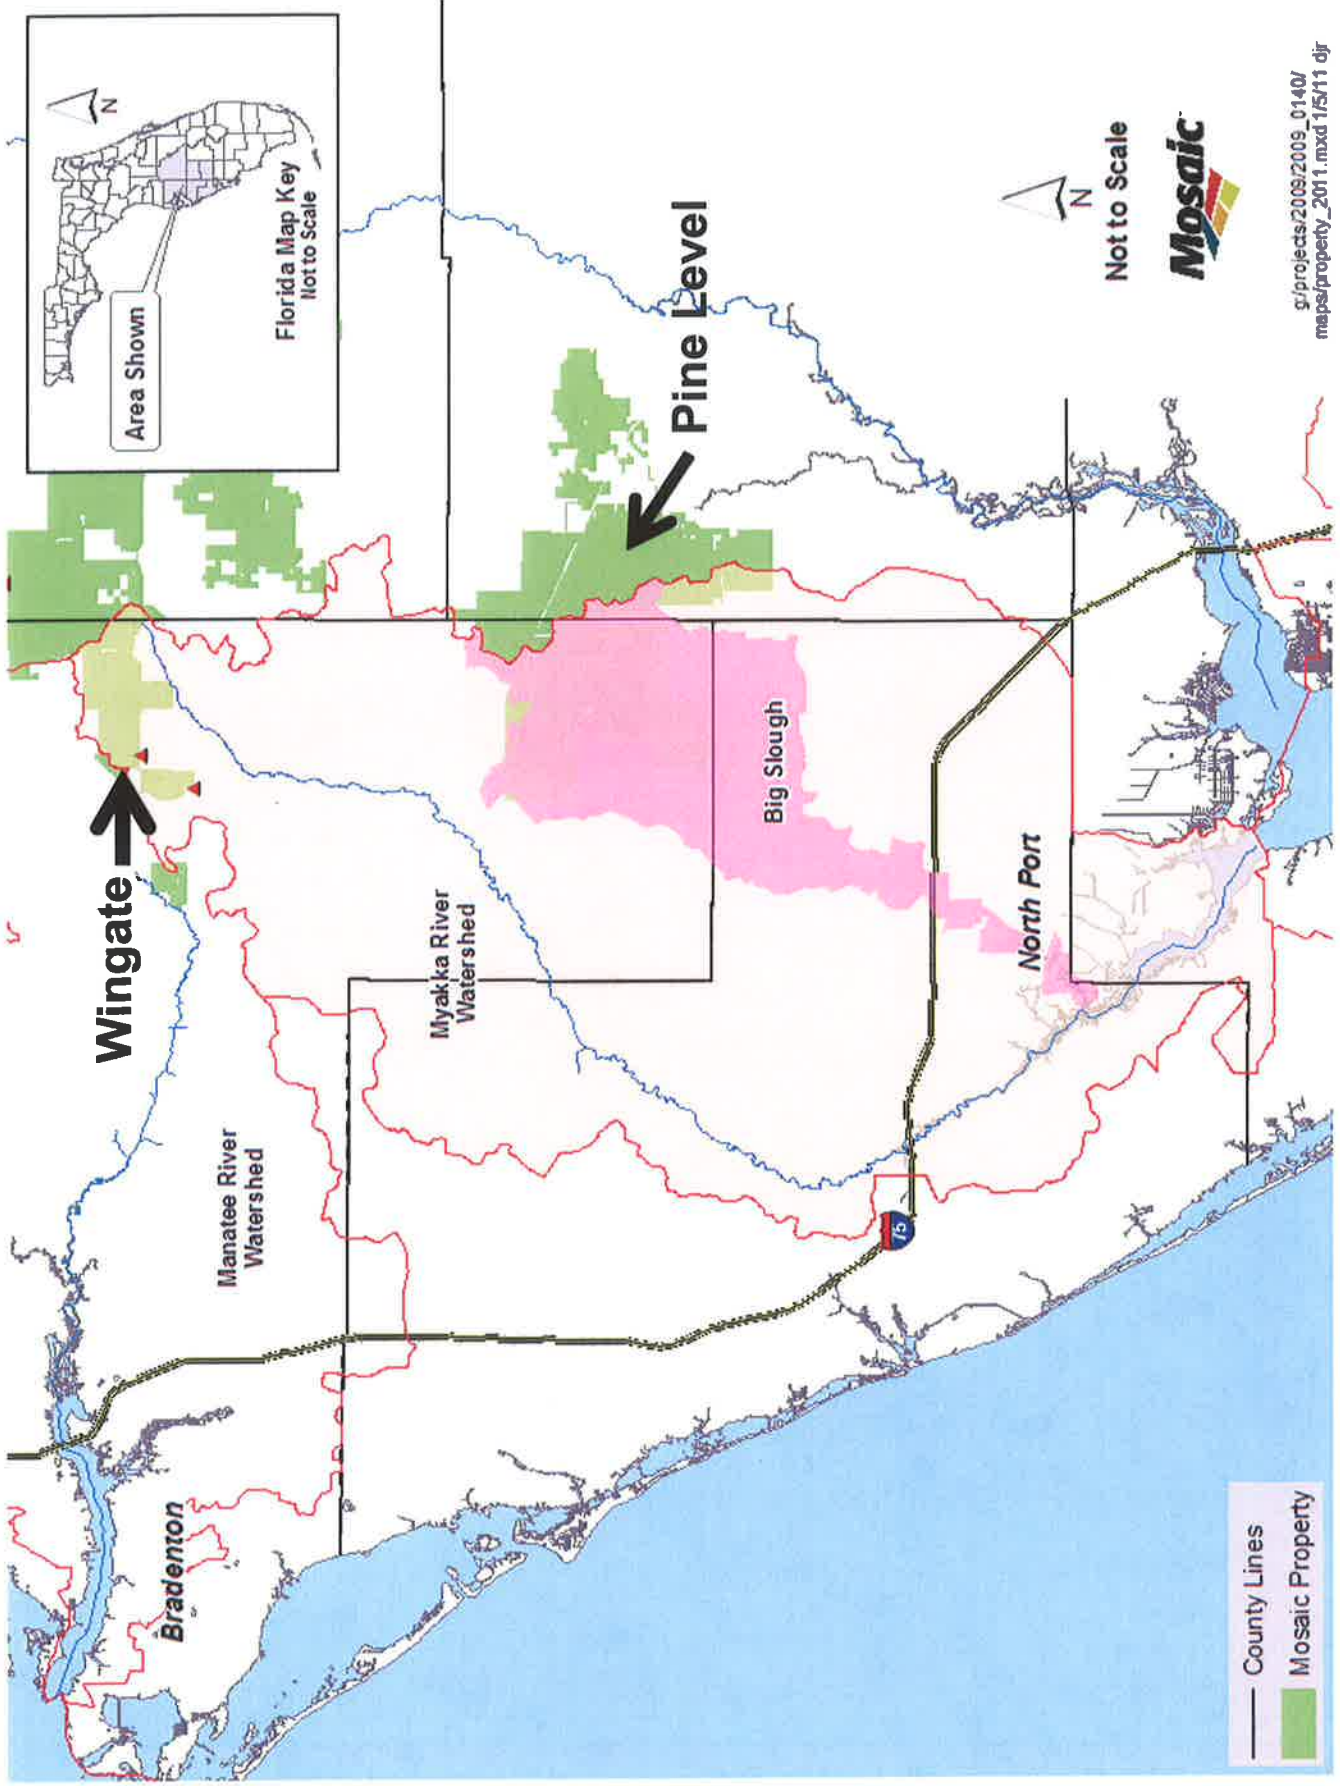 N
Florida Map Key
Not to Scale
Area Shown
Wingate
Pine Level
Manatee River
Watershed
Myakka River
Watershed
Big Slough
North Port
Bradenton
75
N
Not to Scale
Mosaic
County Lines
Mosaic Property
g:/projects/2009/2009_0140/
maps/property_2011.mxd 1/5/11 djr